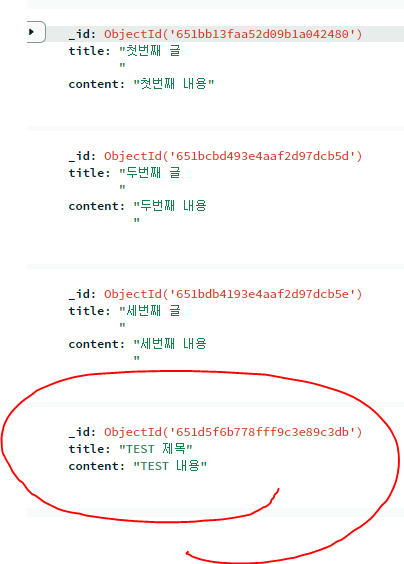 _id: ObjectId('651bb13faa52d09b1a042480')
title: "첫번째 글
"
content: "첫번째 내용"
_id: ObjectId('651bcbd493e4aaf2d97dcb5d')
title: "두번째 글
"
content: "두번째 내용
"
_id: ObjectId('651bdb4193e4aaf2d97dcb5e')
title: "세번째 글
"
content: "세번째 내용
"
_id: ObjectId('651d5f6b778fff9c3e89c3db')
title: "TEST 제목"
content: "TEST 내용"